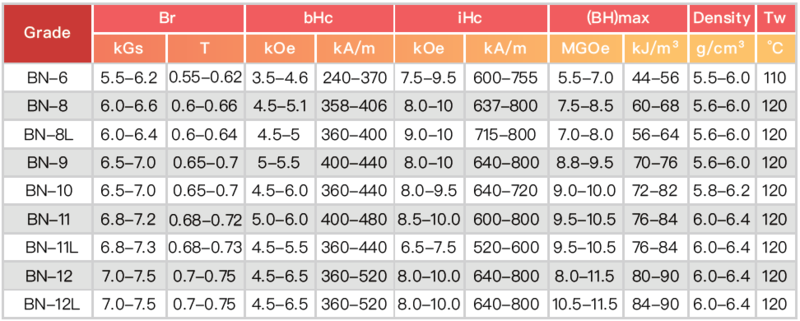 Grade Br bHc iHc (BH)max Density Tw
kGs T kOe kA/m kOe kA/m MGOe kJ/m³ g/cm³ °C
BN–6 5.5–6.2 0.55–0.62 3.5–4.6 240–370 7.5–9.5 600–755 5.5–7.0 44–56 5.5–6.0 110
BN–8 6.0–6.6 0.6–0.66 4.5–5.1 358–406 8.0–10 637–800 7.5–8.5 60–68 5.6–6.0 120
BN–8L 6.0–6.4 0.6–0.64 4.5–5 360–400 9.0–10 715–800 7.0–8.0 56–64 5.6–6.0 120
BN–9 6.5–7.0 0.65–0.7 5–5.5 400–440 8.0–10 640–800 8.8–9.5 70–76 5.6–6.0 120
BN–10 6.5–7.0 0.65–0.7 4.5–6.0 360–440 8.0–9.5 640–720 9.0–10.0 72–82 5.8–6.2 120
BN–11 6.8–7.2 0.68–0.72 5.0–6.0 400–480 8.5–10.0 600–800 9.5–10.5 76–84 6.0–6.4 120
BN–11L 6.8–7.3 0.68–0.73 4.5–5.5 360–440 6.5–7.5 520–600 9.5–10.5 76–84 6.0–6.4 120
BN–12 7.0–7.5 0.7–0.75 4.5–6.5 360–520 8.0–10.0 640–800 8.0–11.5 80–90 6.0–6.4 120
BN–12L 7.0–7.5 0.7–0.75 4.5–6.5 360–520 8.0–10.0 640–800 10.5–11.5 84–90 6.0–6.4 120